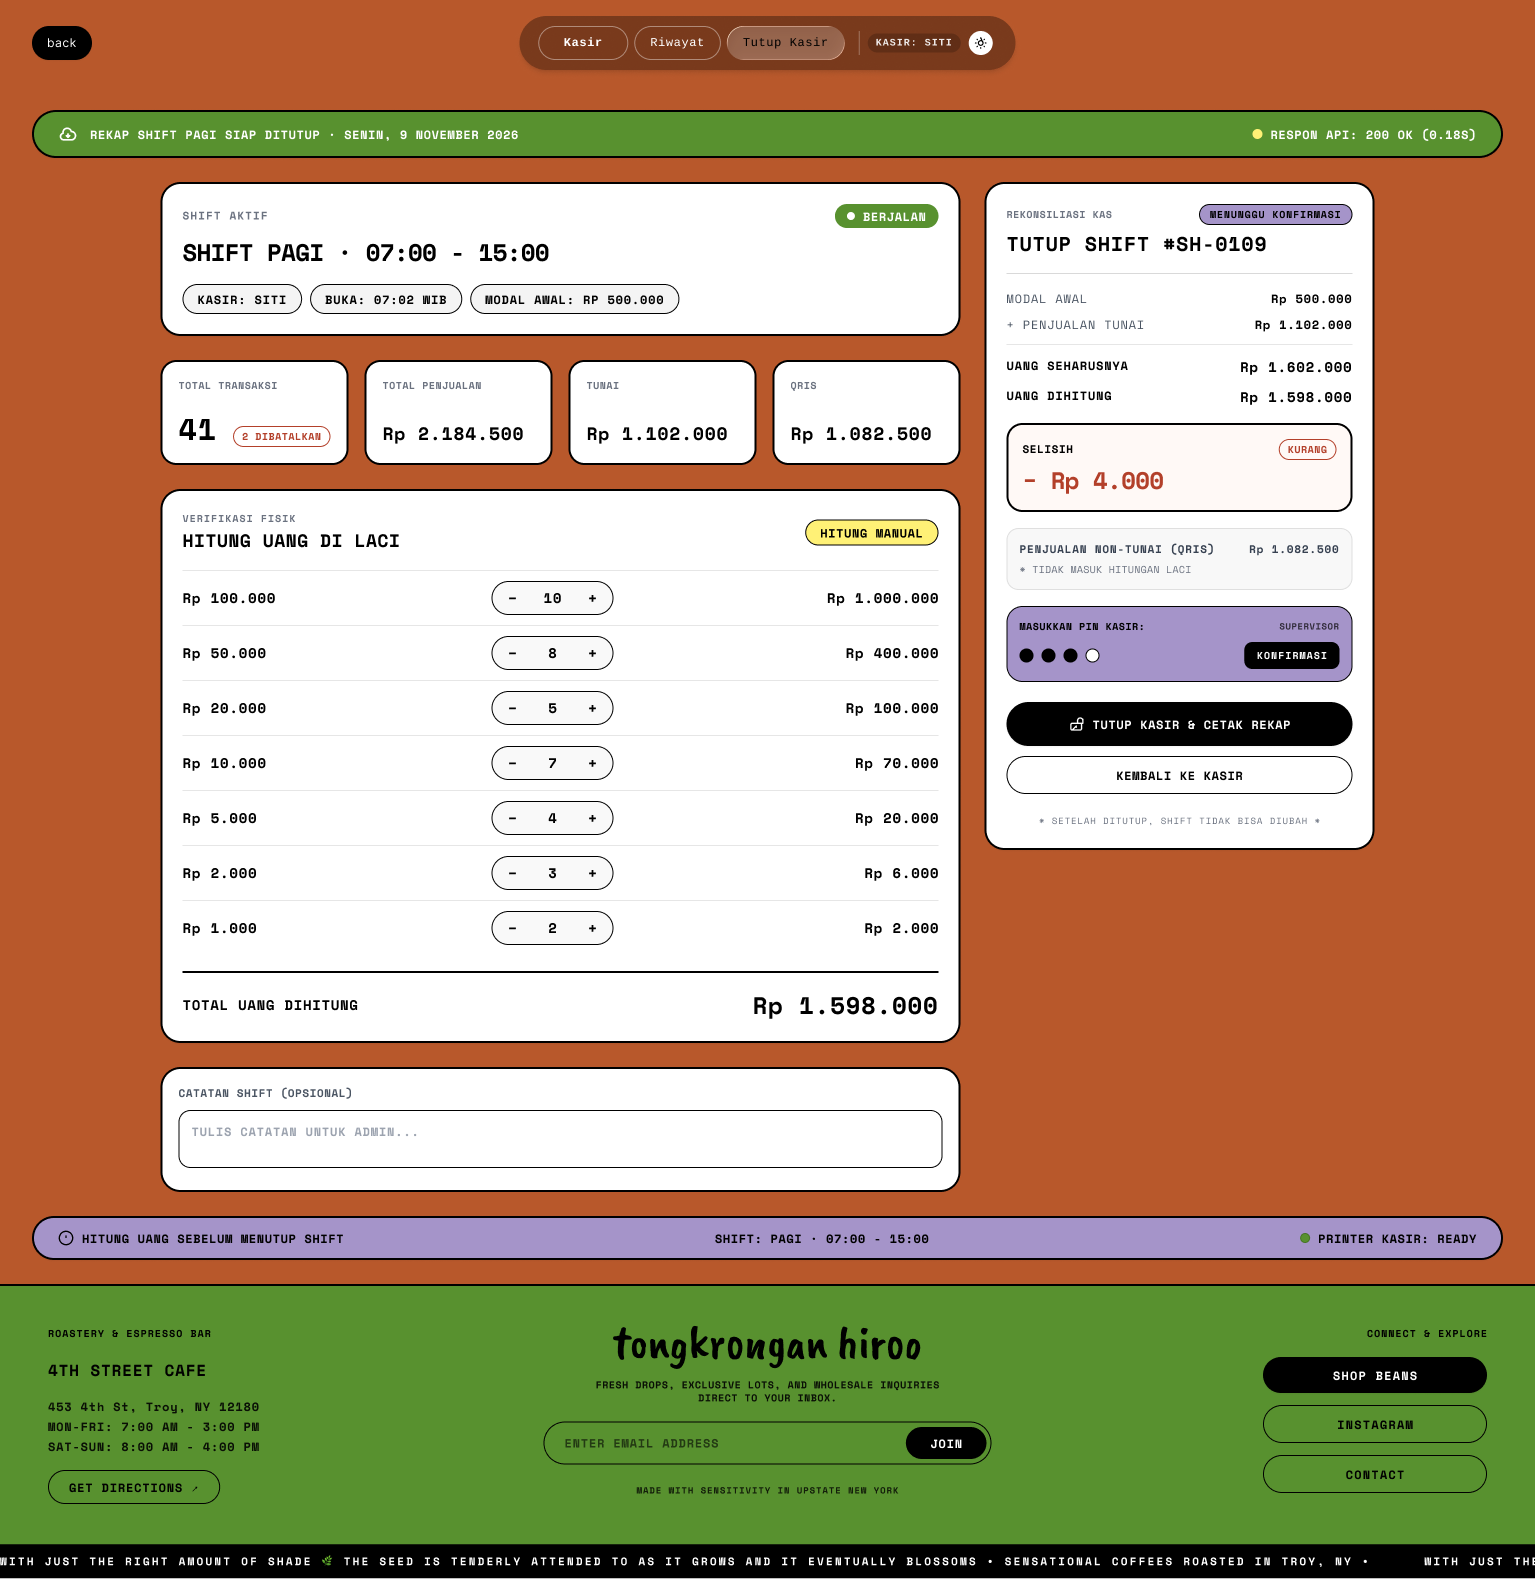 back
Kasir
Riwayat
Tutup Kasir
KASIR: SITI
REKAP SHIFT PAGI SIAP DITUTUP · SENIN, 9 NOVEMBER 2026
RESPON API: 200 OK (0.18S)
SHIFT AKTIF
BERJALAN
SHIFT PAGI · 07:00 - 15:00
KASIR: SITI
BUKA: 07:02 WIB
MODAL AWAL: RP 500.000
TOTAL TRANSAKSI
41
2 DIBATALKAN
TOTAL PENJUALAN
Rp 2.184.500
TUNAI
Rp 1.102.000
QRIS
Rp 1.082.500
VERIFIKASI FISIK
HITUNG UANG DI LACI
HITUNG MANUAL
Rp 100.000 − 10 + Rp 1.000.000
Rp 50.000 − 8 + Rp 400.000
Rp 20.000 − 5 + Rp 100.000
Rp 10.000 − 7 + Rp 70.000
Rp 5.000 − 4 + Rp 20.000
Rp 2.000 − 3 + Rp 6.000
Rp 1.000 − 2 + Rp 2.000
TOTAL UANG DIHITUNG Rp 1.598.000
CATATAN SHIFT (OPSIONAL)
TULIS CATATAN UNTUK ADMIN...
REKONSILIASI KAS
MENUNGGU KONFIRMASI
TUTUP SHIFT #SH-0109
MODAL AWAL Rp 500.000
+ PENJUALAN TUNAI Rp 1.102.000
UANG SEHARUSNYA Rp 1.602.000
UANG DIHITUNG Rp 1.598.000
SELISIH
KURANG
− Rp 4.000
PENJUALAN NON-TUNAI (QRIS) Rp 1.082.500
* TIDAK MASUK HITUNGAN LACI
MASUKKAN PIN KASIR:
SUPERVISOR
KONFIRMASI
TUTUP KASIR & CETAK REKAP
KEMBALI KE KASIR
* SETELAH DITUTUP, SHIFT TIDAK BISA DIUBAH *
HITUNG UANG SEBELUM MENUTUP SHIFT
SHIFT: PAGI · 07:00 - 15:00
PRINTER KASIR: READY
ROASTERY & ESPRESSO BAR
4TH STREET CAFE
453 4th St, Troy, NY 12180
MON-FRI: 7:00 AM - 3:00 PM
SAT-SUN: 8:00 AM - 4:00 PM
GET DIRECTIONS ↗
tongkrongan hiroo
FRESH DROPS, EXCLUSIVE LOTS, AND WHOLESALE INQUIRIES
DIRECT TO YOUR INBOX.
ENTER EMAIL ADDRESS
JOIN
MADE WITH SENSITIVITY IN UPSTATE NEW YORK
CONNECT & EXPLORE
SHOP BEANS
INSTAGRAM
CONTACT
WITH JUST THE RIGHT AMOUNT OF SHADE 🌿 THE SEED IS TENDERLY ATTENDED TO AS IT GROWS AND IT EVENTUALLY BLOSSOMS • SENSATIONAL COFFEES ROASTED IN TROY, NY • WITH JUST THE